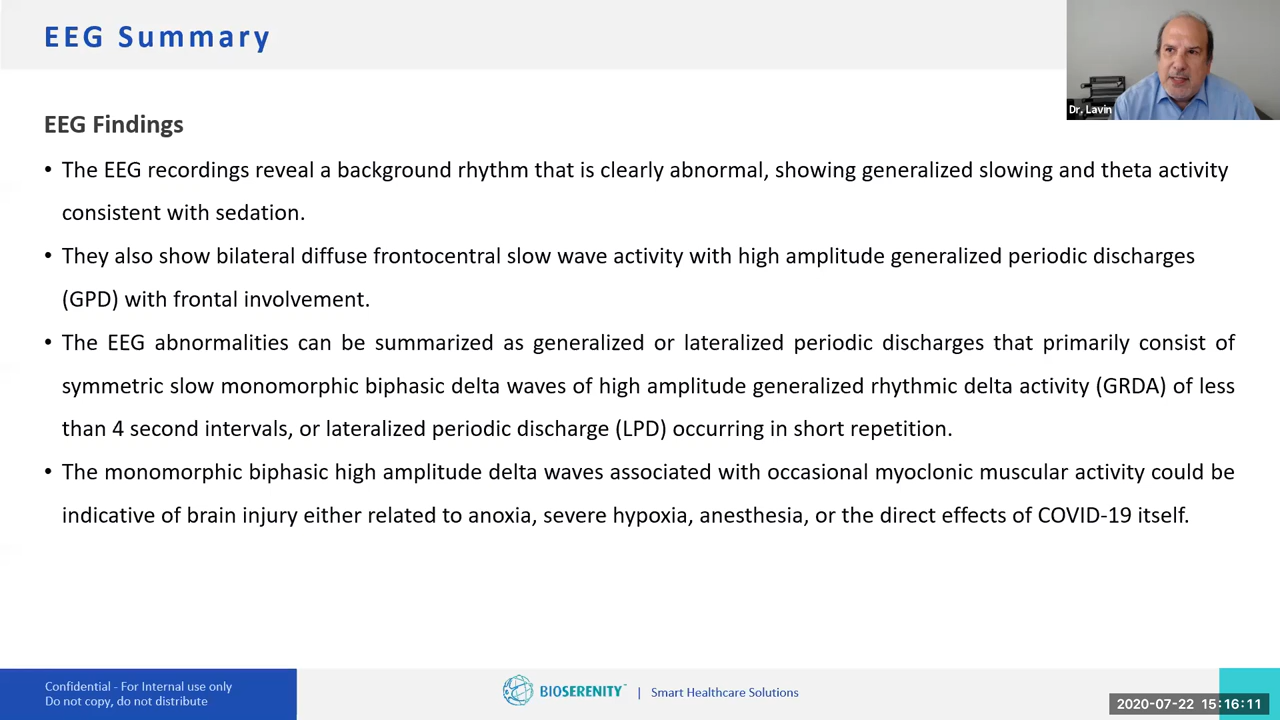 EEG Summary
Dr. Lavin
EEG Findings
• The EEG recordings reveal a background rhythm that is clearly abnormal, showing generalized slowing and theta activity
consistent with sedation.
• They also show bilateral diffuse frontocentral slow wave activity with high amplitude generalized periodic discharges
(GPD) with frontal involvement.
• The EEG abnormalities can be summarized as generalized or lateralized periodic discharges that primarily consist of
symmetric slow monomorphic biphasic delta waves of high amplitude generalized rhythmic delta activity (GRDA) of less
than 4 second intervals, or lateralized periodic discharge (LPD) occurring in short repetition.
• The monomorphic biphasic high amplitude delta waves associated with occasional myoclonic muscular activity could be
indicative of brain injury either related to anoxia, severe hypoxia, anesthesia, or the direct effects of COVID-19 itself.
Confidential - For Internal use only
Do not copy, do not distribute
BIOSERENITY™ | Smart Healthcare Solutions
2020-07-22 15:16:11